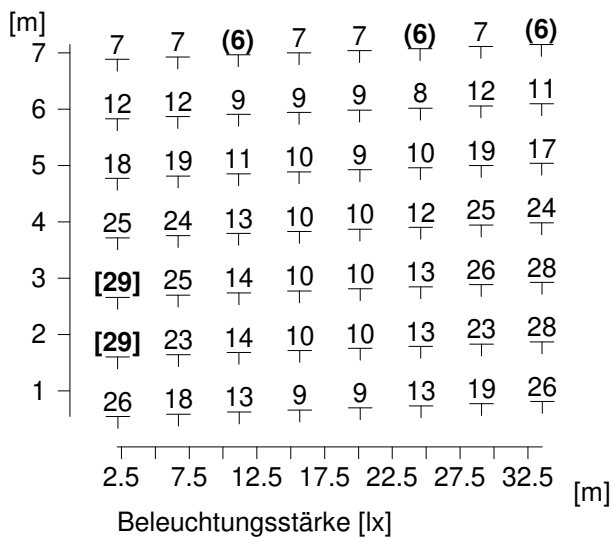 [m]
7 7 7 (6) 7 7 (6) 7 (6)
6 12 12 9 9 9 8 12 11
5 18 19 11 10 9 10 19 17
4 25 24 13 10 10 12 25 24
3 [29] 25 14 10 10 13 26 28
2 [29] 23 14 10 10 13 23 28
1 26 18 13 9 9 13 19 26
2.5 7.5 12.5 17.5 22.5 27.5 32.5
[m]
Beleuchtungsstärke [lx]